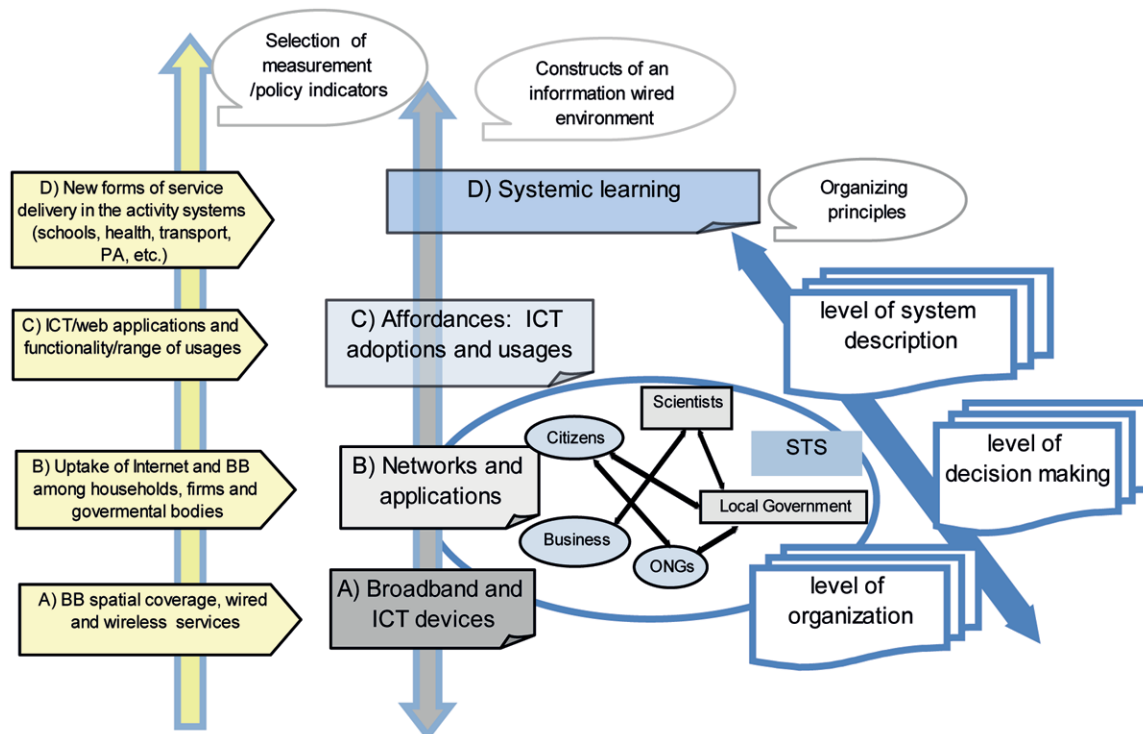 Selection of
measurement
/policy indicators
Constructs of an
inforrmation wired
environment
D) New forms of service
delivery in the activity systems
(schools, health, transport,
PA, etc.)
D) Systemic learning
Organizing
principles
C) ICT/web applications and
functionality/range of usages
C) Affordances: ICT
adoptions and usages
level of system
description
Scientists
Citizens
STS
B) Uptake of Internet and BB
among households, firms and
govermental bodies
B) Networks and
applications
level of
decision making
Local Government
Business
ONGs
A) BB spatial coverage, wired
and wireless services
A) Broadband and
ICT devices
level of
organization